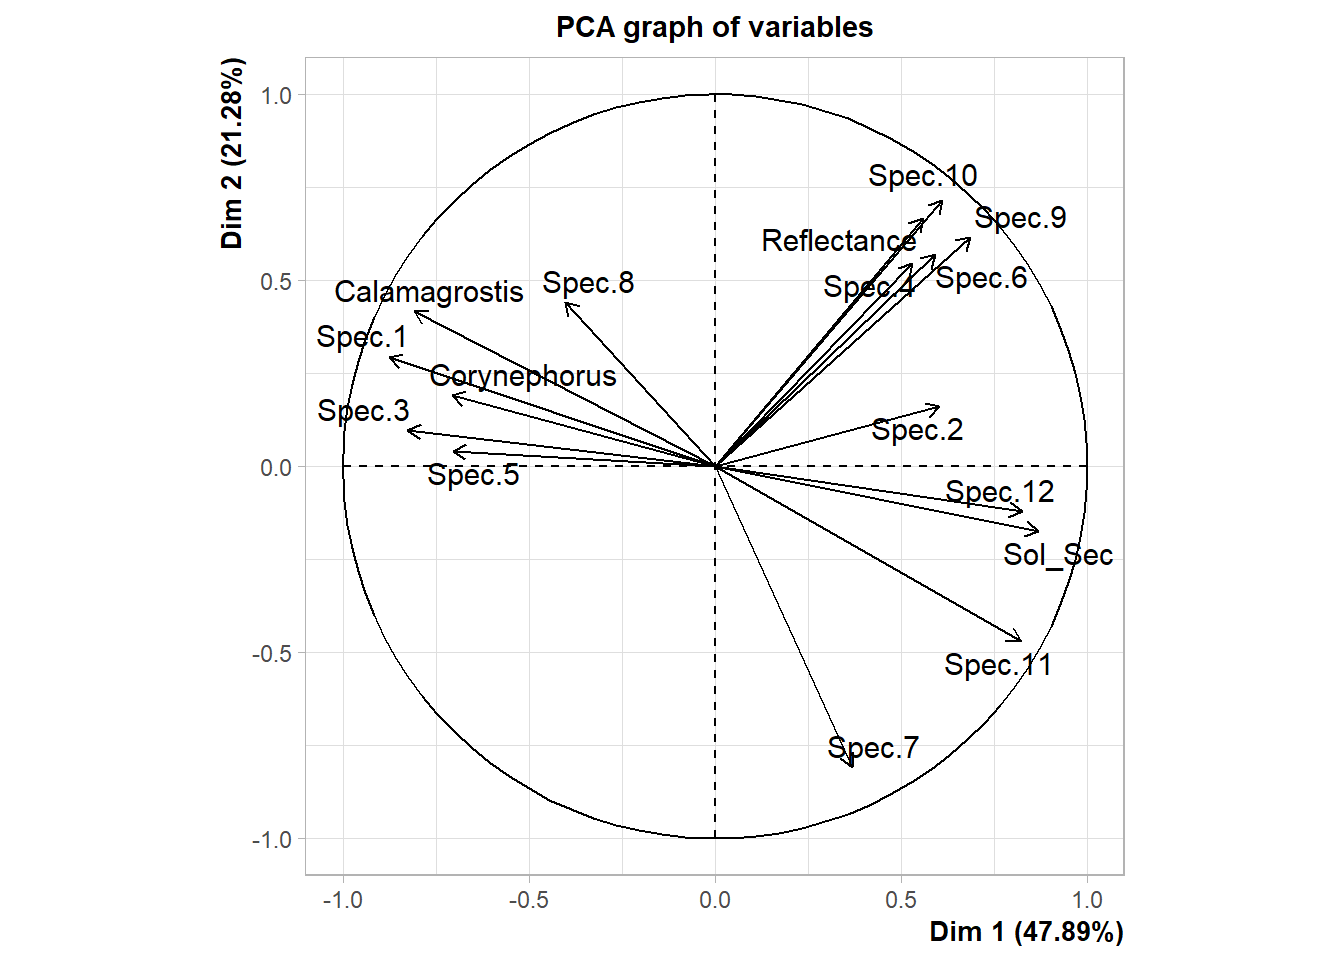 PCA graph of variables
Dim 2 (21.28%)
1.0
0.5
0.0
-0.5
-1.0
Spec.10
Spec.9
Reflectance
Spec.4
Spec.6
Spec.8
Calamagrostis
Spec.1
Corynephorus
Spec.3
Spec.5
Spec.2
Spec.12
Sol_Sec
Spec.11
Spec.7
-1.0 -0.5 0.0 0.5 1.0
Dim 1 (47.89%)